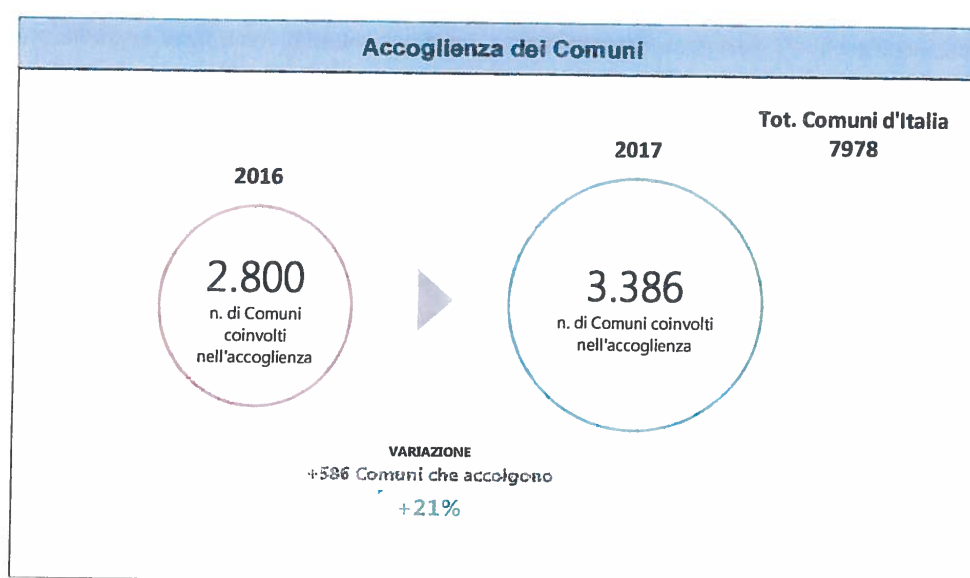 Accoglienza dei Comuni
Tot. Comuni d'Italia
7978
2016
2.800
n. di Comuni
coinvolti
nell'accoglienza
2017
3.386
n. di Comuni coinvolti
nell'accoglienza
VARIAZIONE
+586 Comuni che accolgono
+21%